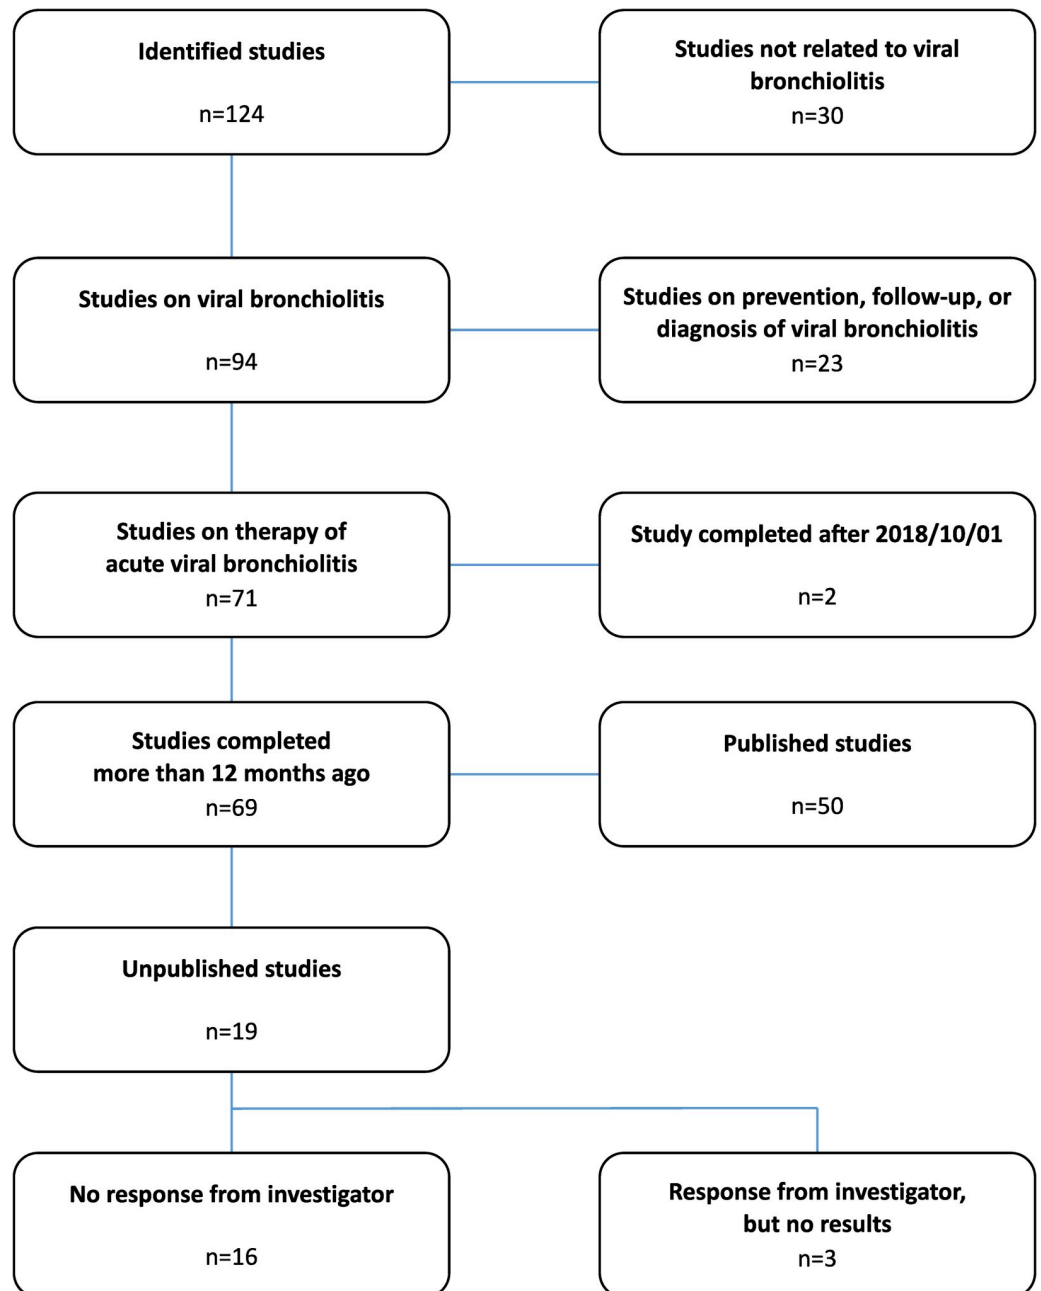 Identified studies
n=124
Studies not related to viral
bronchiolitis
n=30
Studies on viral bronchiolitis
n=94
Studies on prevention, follow-up, or
diagnosis of viral bronchiolitis
n=23
Studies on therapy of
acute viral bronchiolitis
n=71
Study completed after 2018/10/01
n=2
Studies completed
more than 12 months ago
n=69
Published studies
n=50
Unpublished studies
n=19
No response from investigator
n=16
Response from investigator,
but no results
n=3